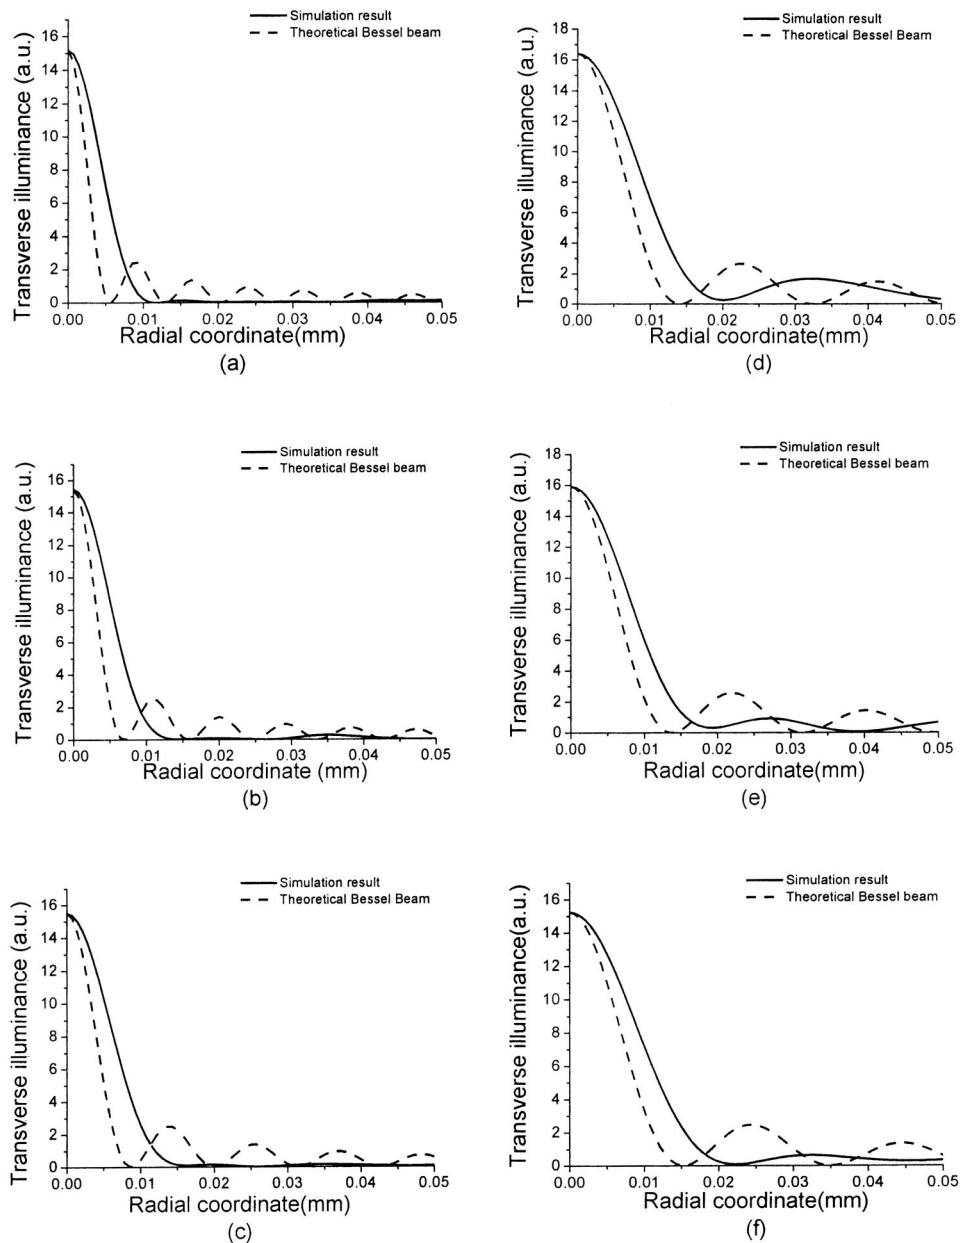 Simulation result
Theoretical Bessel beam
Transverse illuminance (a.u.)
16
14
12
10
8
6
4
2
0
0.00 0.01 0.02 0.03 0.04 0.05
Radial coordinate(mm)
(a)
Simulation result
Theoretical Bessel Beam
Transverse illuminance (a.u.)
18
16
14
12
10
8
6
4
2
0
0.00 0.01 0.02 0.03 0.04 0.05
Radial coordinate(mm)
(d)
Simulation result
Theoretical Bessel beam
Transverse illuminance (a.u.)
16
14
12
10
8
6
4
2
0
0.00 0.01 0.02 0.03 0.04 0.05
Radial coordinate (mm)
(b)
Simulation result
Theoretical Bessel beam
Transverse illuminance (a.u.)
18
16
14
12
10
8
6
4
2
0
0.00 0.01 0.02 0.03 0.04 0.05
Radial coordinate(mm)
(e)
Simulation result
Theoretical Bessel Beam
Transverse illuminance (a.u.)
16
14
12
10
8
6
4
2
0
0.00 0.01 0.02 0.03 0.04 0.05
Radial coordinate(mm)
(c)
Simulation result
Theoretical Bessel beam
Transverse illuminance(a.u.)
16
14
12
10
8
6
4
2
0
0.00 0.01 0.02 0.03 0.04 0.05
Radial coordinate(mm)
(f)